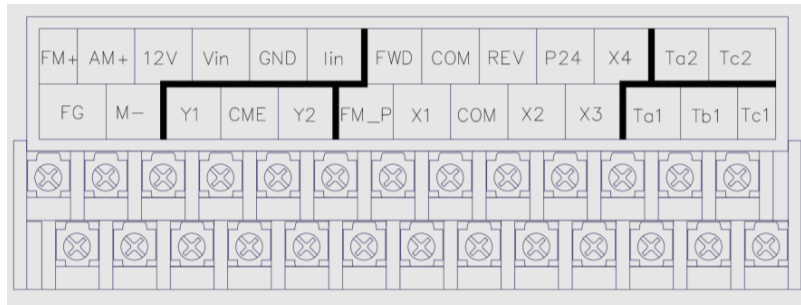 FM+ AM+ 12V Vin GND Iin FWD COM REV P24 X4 Ta2 Tc2
FG M- Y1 CME Y2 FM_P X1 COM X2 X3 Ta1 Tb1 Tc1